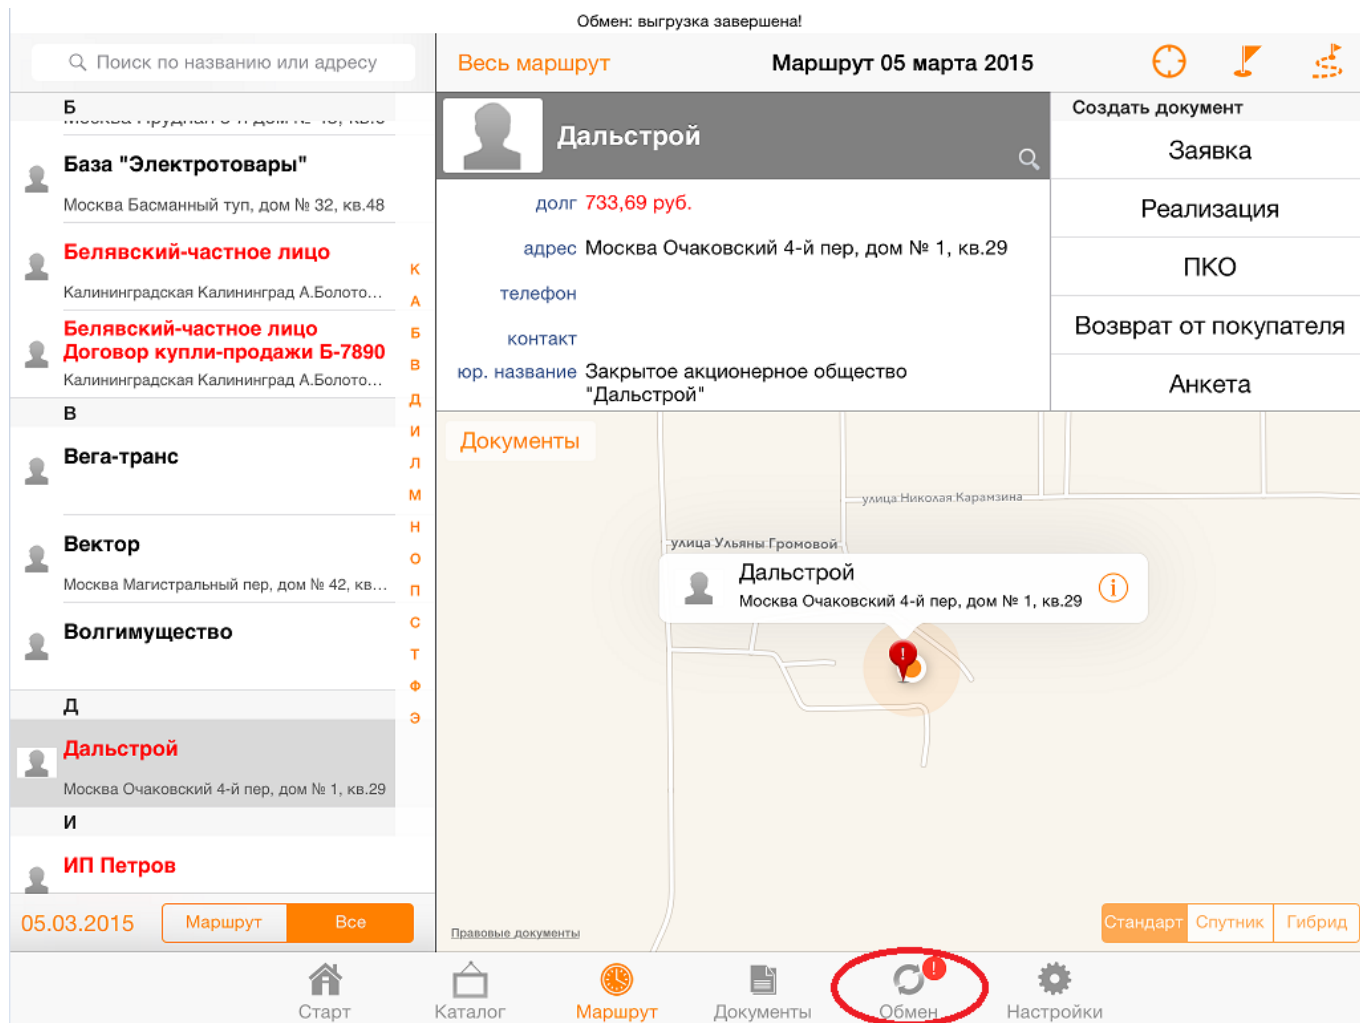 Обмен: выгрузка завершена!
Поиск по названию или адресу
Б
База "Электротовары"
Москва Басманный туп, дом № 32, кв.48
Белявский-частное лицо
Калининградская Калининград А.Болото...
Белявский-частное лицо
Договор купли-продажи Б-7890
Калининградская Калининград А.Болото...
В
Вега-транс
Вектор
Москва Магистральный пер, дом № 42, кв...
Волгимущество
Д
Дальстрой
Москва Очаковский 4-й пер, дом № 1, кв.29
И
ИП Петров
К
А
Б
В
Д
И
Л
М
Н
О
П
С
Т
Ф
Э
05.03.2015 Маршрут Все
Весь маршрут Маршрут 05 марта 2015
Дальстрой
долг 733,69 руб.
адрес Москва Очаковский 4-й пер, дом № 1, кв.29
телефон
контакт
юр. название Закрытое акционерное общество
"Дальстрой"
Создать документ
Заявка
Реализация
ПКО
Возврат от покупателя
Анкета
Документы
улица Николая Карамзина
улица Ульяны Громовой
Дальстрой
Москва Очаковский 4-й пер, дом № 1, кв.29
Правовые документы
Стандарт Спутник Гибрид
Старт Каталог Маршрут Документы Обмен Настройки